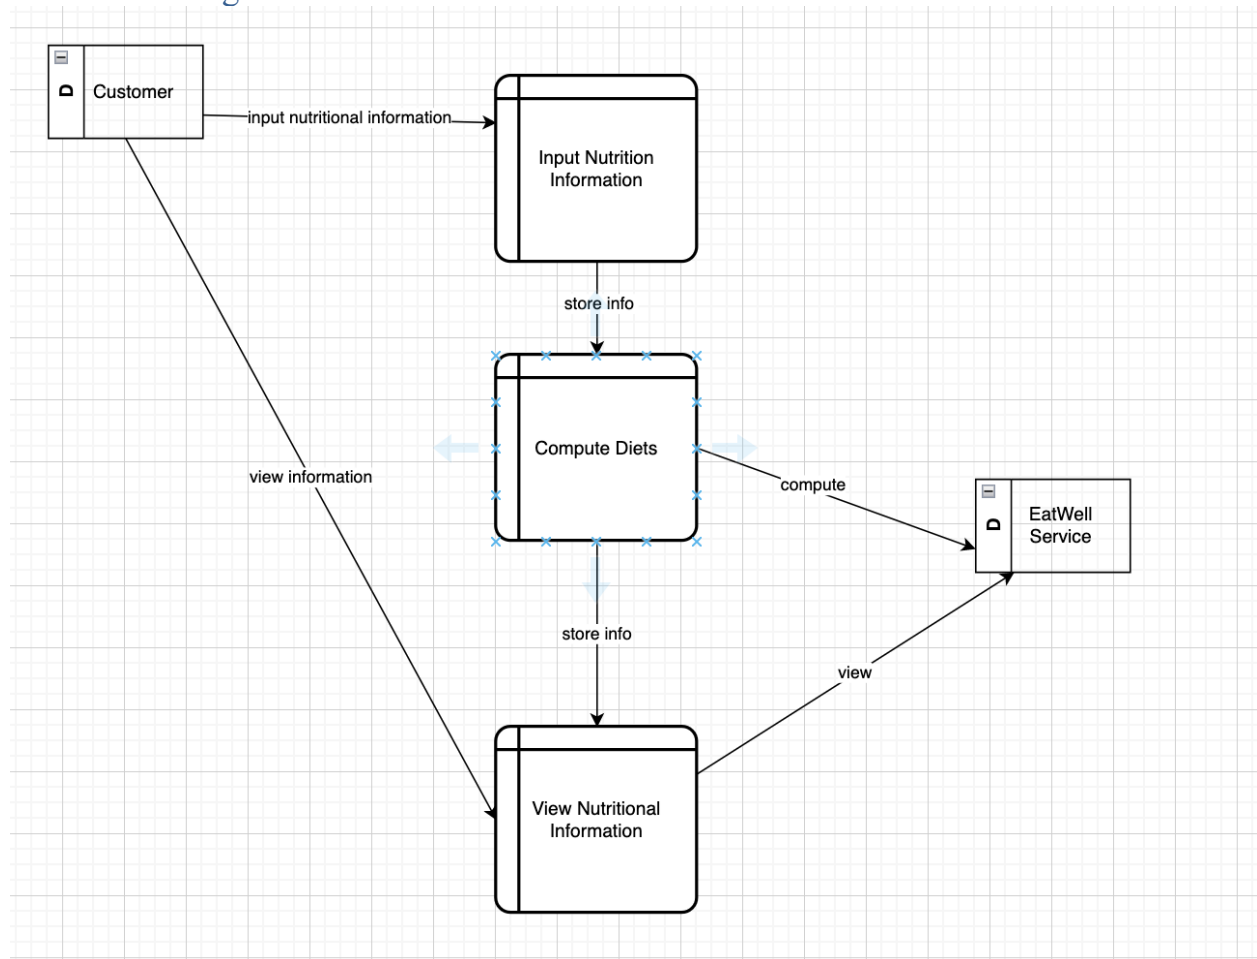 D
Customer
input nutritional information
Input Nutrition
Information
store info
Compute Diets
view information
compute
D
EatWell
Service
store info
view
View Nutritional
Information